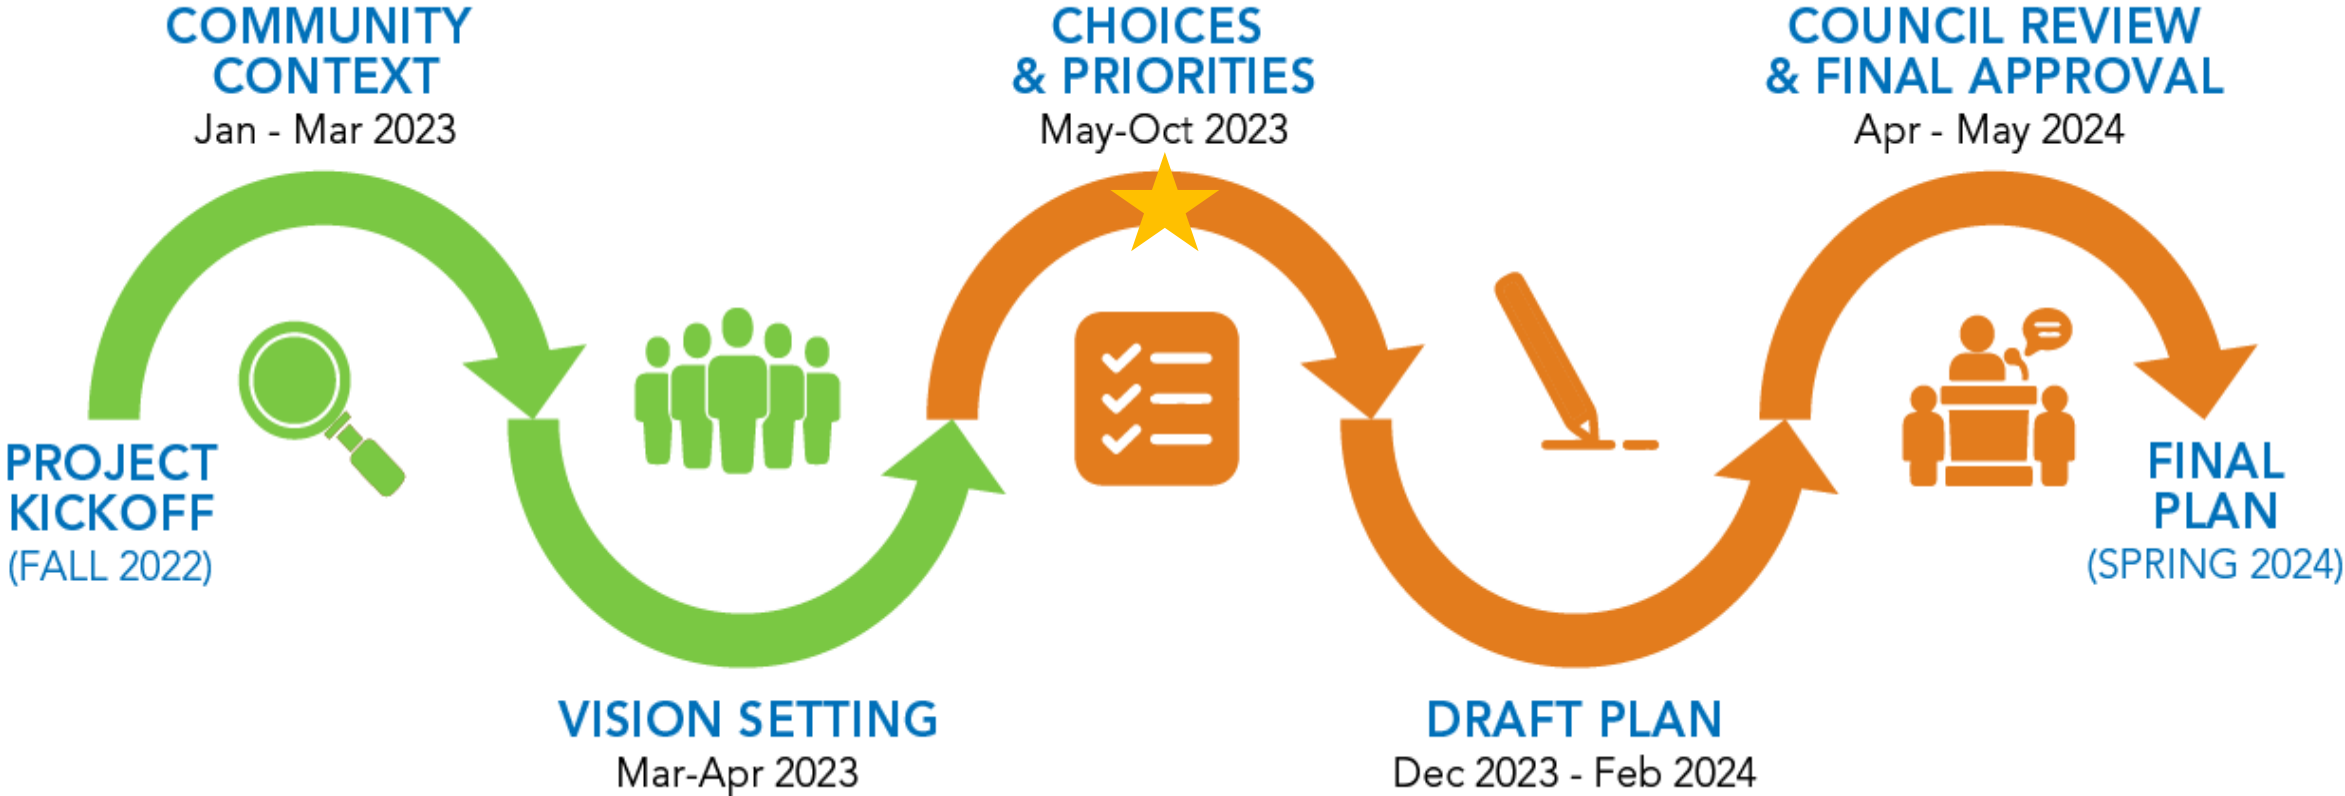 COMMUNITY
CONTEXT
Jan - Mar 2023
CHOICES
& PRIORITIES
May-Oct 2023
COUNCIL REVIEW
& FINAL APPROVAL
Apr - May 2024
PROJECT
KICKOFF
(FALL 2022)
FINAL
PLAN
(SPRING 2024)
VISION SETTING
Mar-Apr 2023
DRAFT PLAN
Dec 2023 - Feb 2024